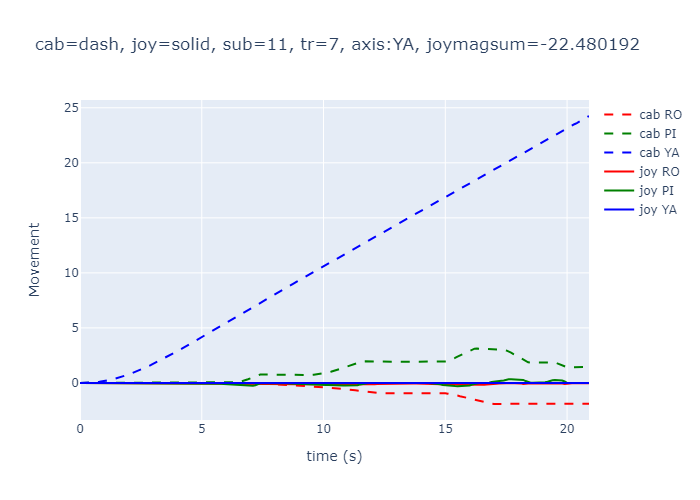 cab=dash, joy=solid, sub=11, tr=7, axis:YA, joymagsum=-22.480192
25
20
15
10
5
0
Movement
0 5 10 15 20
time (s)
cab RO
cab PI
cab YA
joy RO
joy PI
joy YA